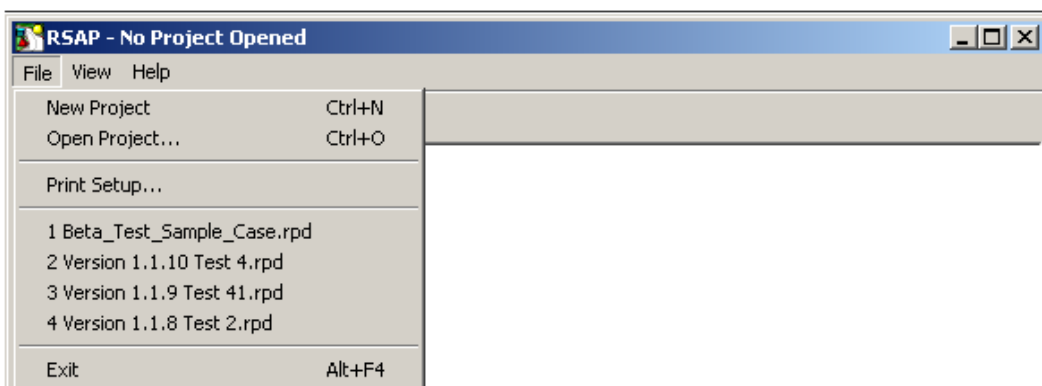 RSAP - No Project Opened
File View Help
New Project Ctrl+N
Open Project... Ctrl+O
Print Setup...
1 Beta_Test_Sample_Case.rpd
2 Version 1.1.10 Test 4.rpd
3 Version 1.1.9 Test 41.rpd
4 Version 1.1.8 Test 2.rpd
Exit Alt+F4